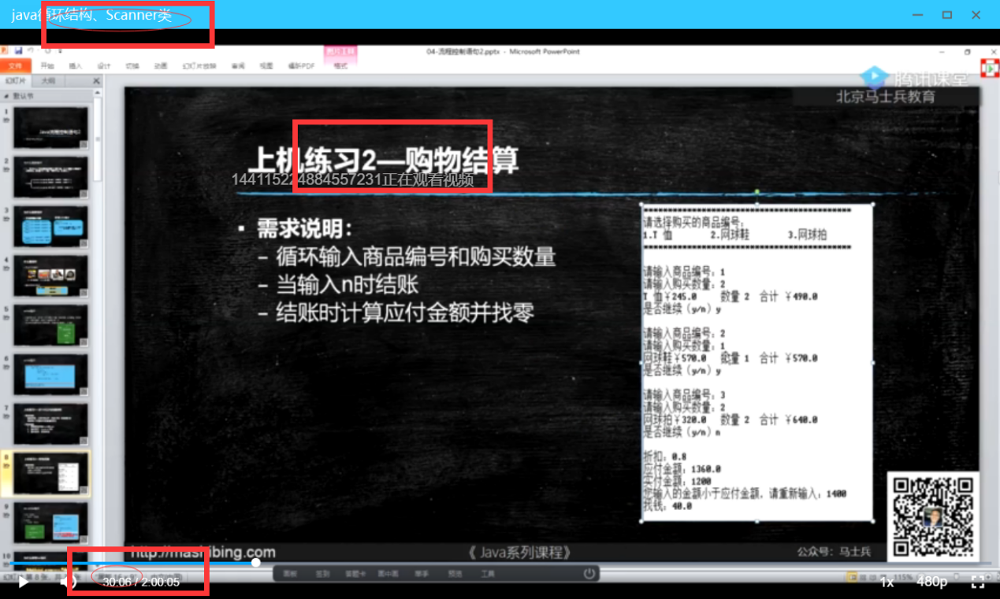 java循环结构、Scanner类
04-流程控制语句2.pptx - Microsoft PowerPoint
文件 开始 插入 设计 切换 动画 幻灯片放映 审阅 视图 福昕PDF 格式
幻灯片 大纲
默认节
腾讯课堂
北京马士兵教育
上机练习2—购物结算
144115224884557231正在观看视频
需求说明：
– 循环输入商品编号和购买数量
– 当输入n时结账
– 结账时计算应付金额并找零
请选择购买的商品编号：
1.T 恤 2.网球鞋 3.网球拍
请输入商品编号：1
请输入购买数量：2
T 恤￥245.0 数量 2 合计 ￥490.0
是否继续（y/n）y
请输入商品编号：2
请输入购买数量：1
网球鞋￥570.0 数量 1 合计 ￥570.0
是否继续（y/n）y
请输入商品编号：3
请输入购买数量：2
网球拍￥320.0 数量 2 合计 ￥640.0
是否继续（y/n）n
折扣：0.8
应付金额：1360.0
实付金额：1200
您输入的金额小于应付金额，请重新输入：1400
找钱：40.0
http://mashibing.com 《 Java系列课程》 公众号：马士兵
30:06 / 2:00:05 1x 480p